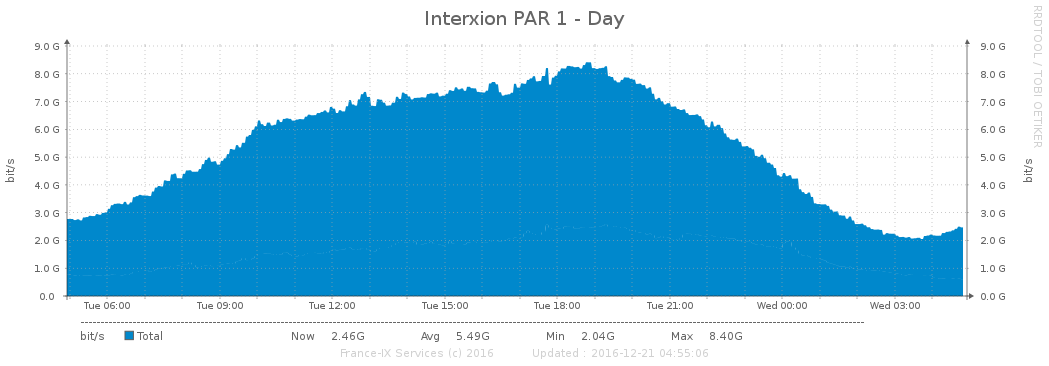 Interxion PAR 1 - Day
RRDTOOL / TOBI OETIKER
9.0 G 9.0 G
8.0 G 8.0 G
7.0 G 7.0 G
6.0 G 6.0 G
5.0 G 5.0 G
bit/s bit/s
4.0 G 4.0 G
3.0 G 3.0 G
2.0 G 2.0 G
1.0 G 1.0 G
0.0 0.0 G
Tue 06:00 Tue 09:00 Tue 12:00 Tue 15:00 Tue 18:00 Tue 21:00 Wed 00:00 Wed 03:00
bit/s Total Now 2.46G Avg 5.49G Min 2.04G Max 8.40G
France-IX Services (c) 2016 Updated : 2016-12-21 04:55:06